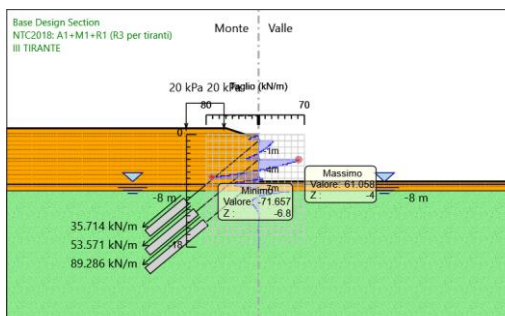 Base Design Section
NTC2018: A1+M1+R1 (R3 per tiranti)
III TIRANTE
Monte
Valle
20 kPa 20 kPa
Taglio (kN/m)
80
70
0
-1m
-4m
Massimo
Valore: 61.058
Z : -4
-7m
Minimo
Valore: -71.657
Z : -6.8
-8 m
-8 m
35.714 kN/m
53.571 kN/m
89.286 kN/m
-18